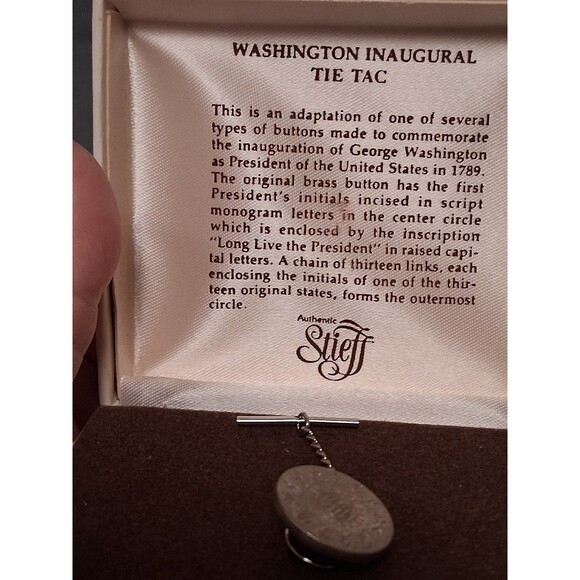 WASHINGTON INAUGURAL
TIE TAC
This is an adaptation of one of several
types of buttons made to commemorate
the inauguration of George Washington
as President of the United States in 1789.
The original brass button has the first
President's initials incised in script
monogram letters in the center circle
which is enclosed by the inscription
"Long Live the President" in raised capi-
tal letters. A chain of thirteen links, each
enclosing the initials of one of the thir-
teen original states, forms the outermost
circle.
Authentic
Stieff